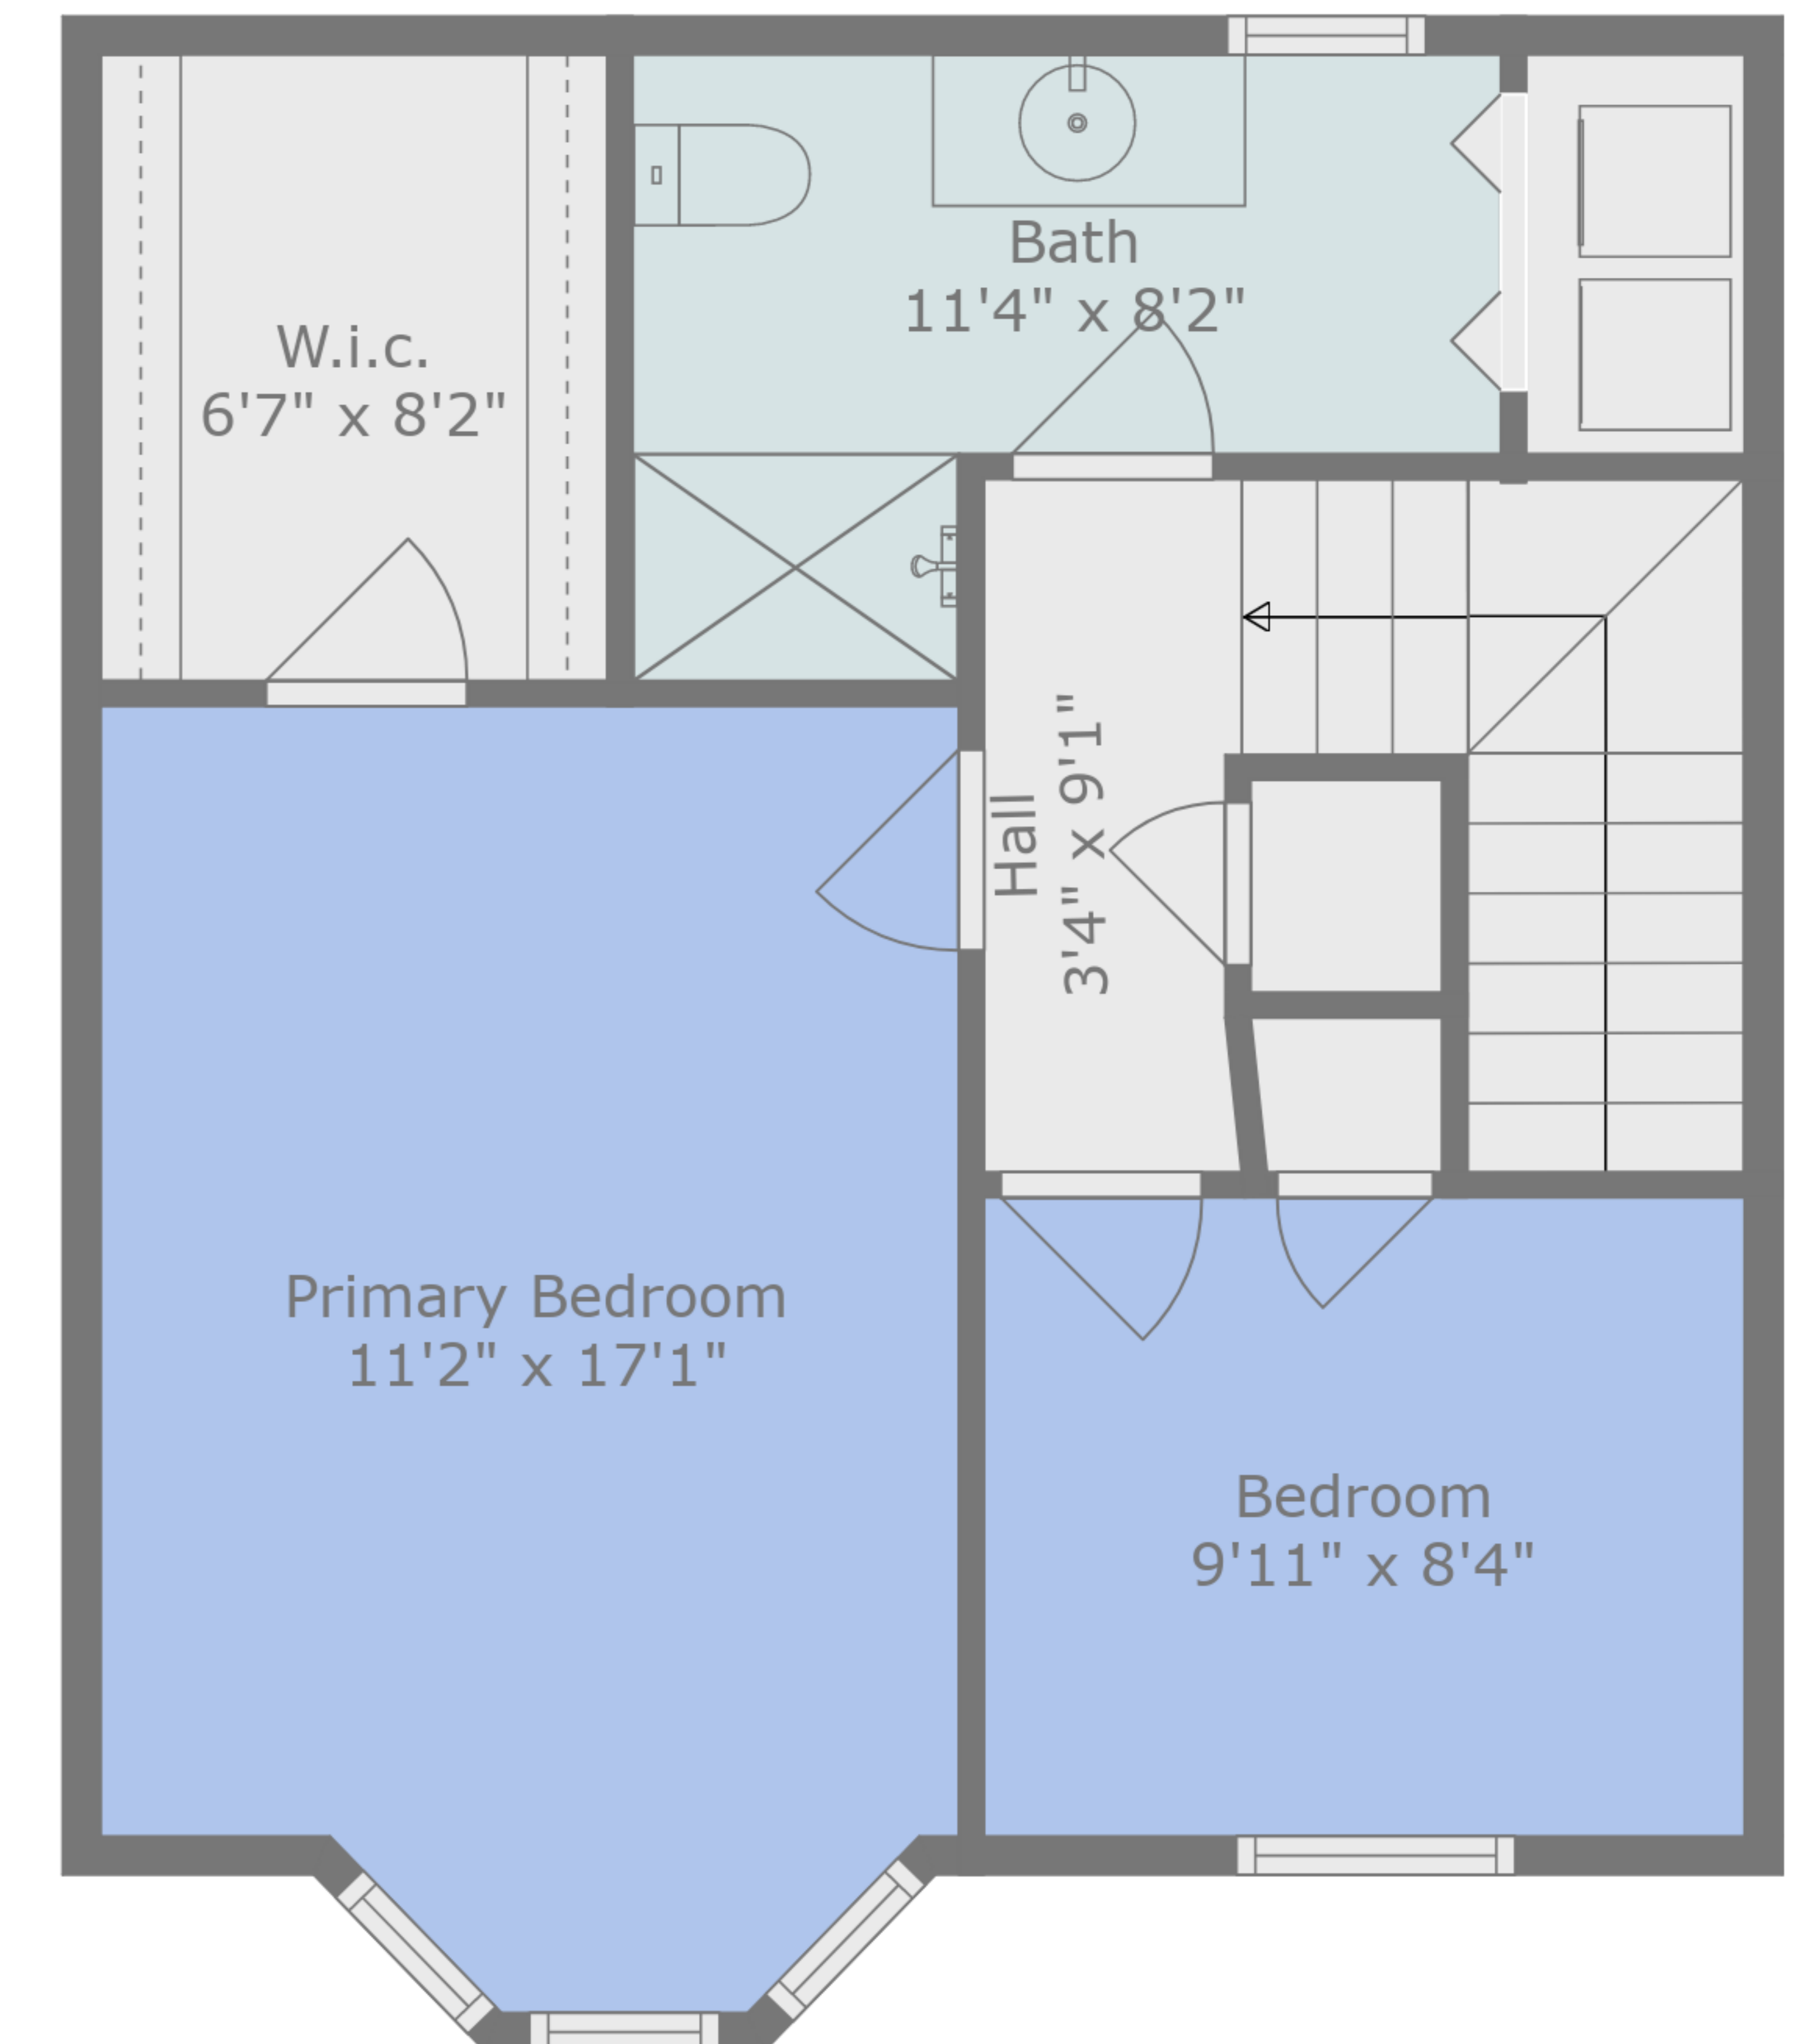 Bath
11'4" x 8'2"
W.i.c.
6'7" x 8'2"
Hall
3'4" x 9'1"
Primary Bedroom
11'2" x 17'1"
Bedroom
9'11" x 8'4"